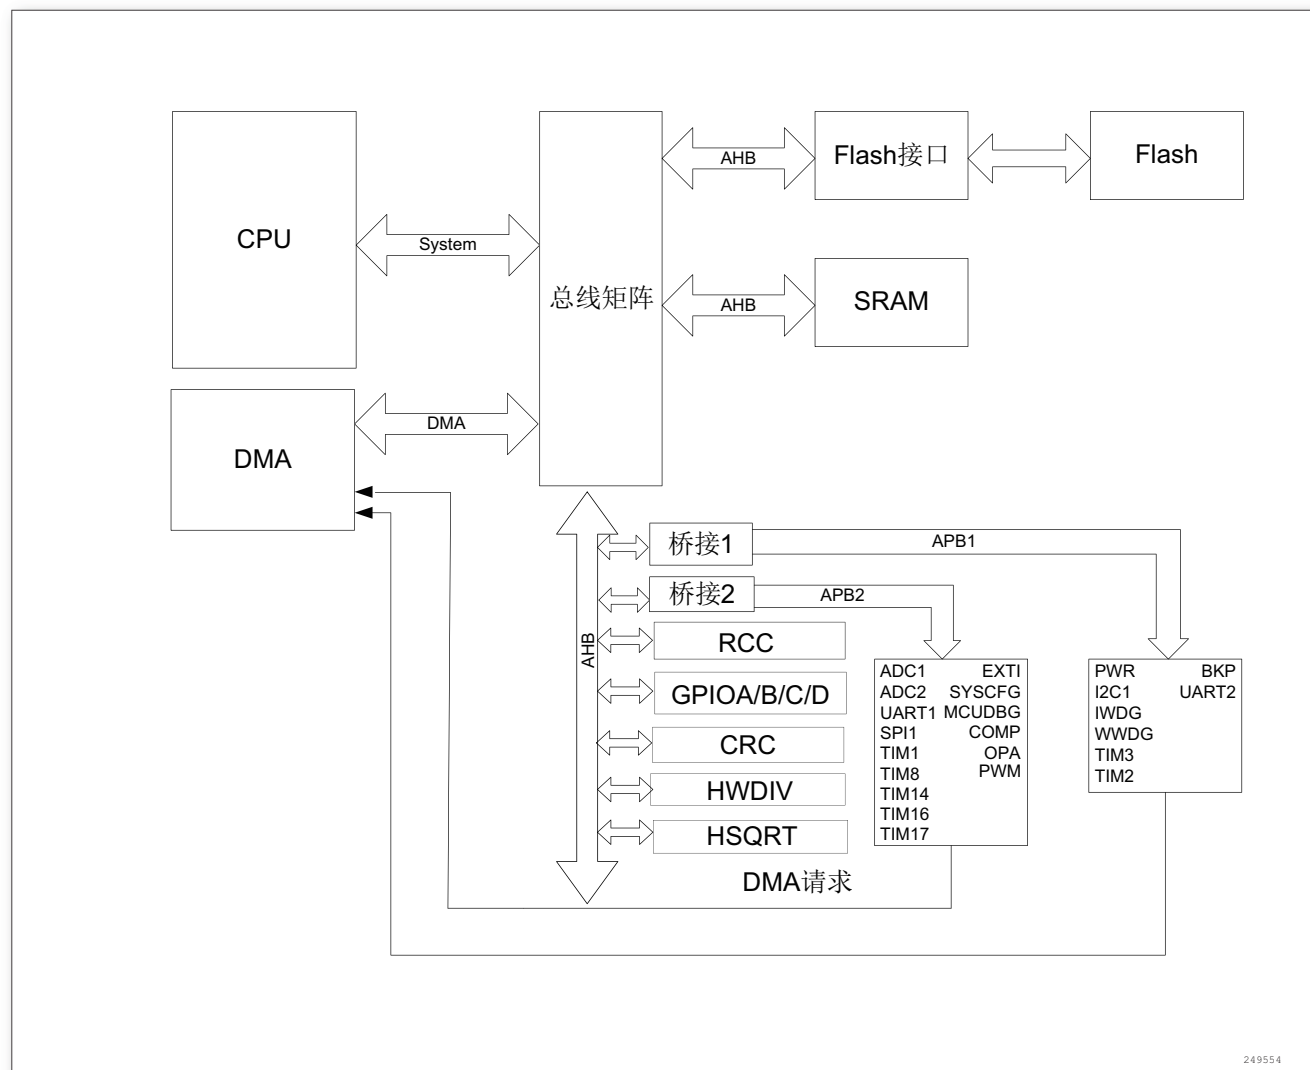 CPU
System
总线矩阵
AHB
Flash接口
Flash
AHB
SRAM
DMA
DMA
桥接1
APB1
桥接2
APB2
AHB
RCC
GPIOA/B/C/D
CRC
HWDIV
HSQRT
ADC1 EXTI
ADC2 SYSCFG
UART1 MCUDBG
SPI1 COMP
TIM1 OPA
TIM8 PWM
TIM14
TIM16
TIM17
PWR BKP
I2C1 UART2
IWDG
WWDG
TIM3
TIM2
DMA请求
249554